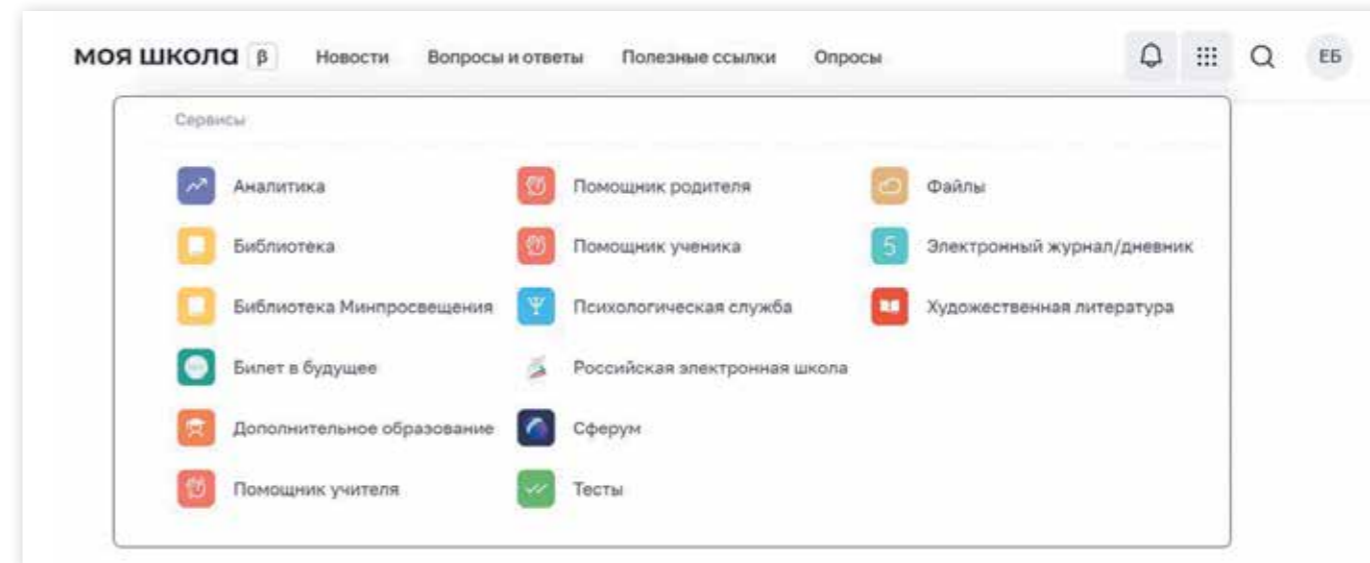 моя школа β Новости Вопросы и ответы Полезные ссылки Опросы ЕБ
Сервисы
Аналитика Помощник родителя Файлы
Библиотека Помощник ученика 5 Электронный журнал/дневник
Библиотека Минпросвещения Ψ Психологическая служба Художественная литература
Билет в будущее Российская электронная школа
Дополнительное образование Сферум
Помощник учителя Тесты